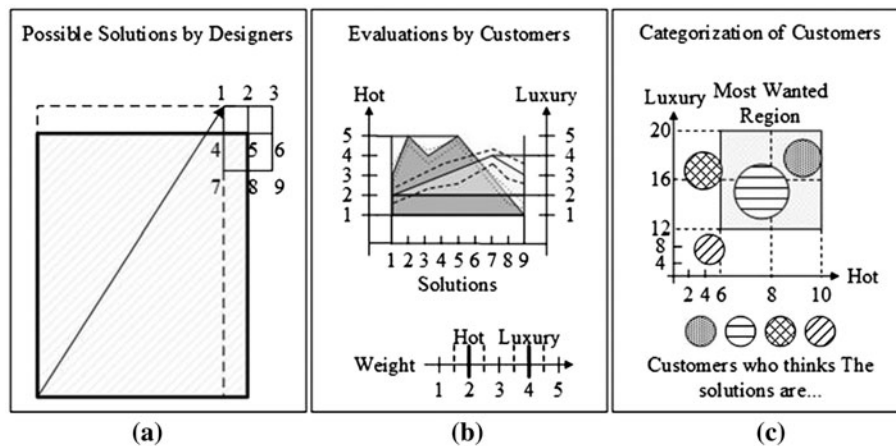 Possible Solutions by Designers
1 2 3
4 5 6
7 8 9
(a)
Evaluations by Customers
Hot Luxury
5 5
4 4
3 3
2 2
1 1
1 2 3 4 5 6 7 8 9
Solutions
Hot Luxury
Weight
1 2 3 4 5
(b)
Categorization of Customers
Most Wanted
Region
Luxury
20
16
12
8
4
2 4 6 8 10
Hot
Customers who thinks The
solutions are...
(c)